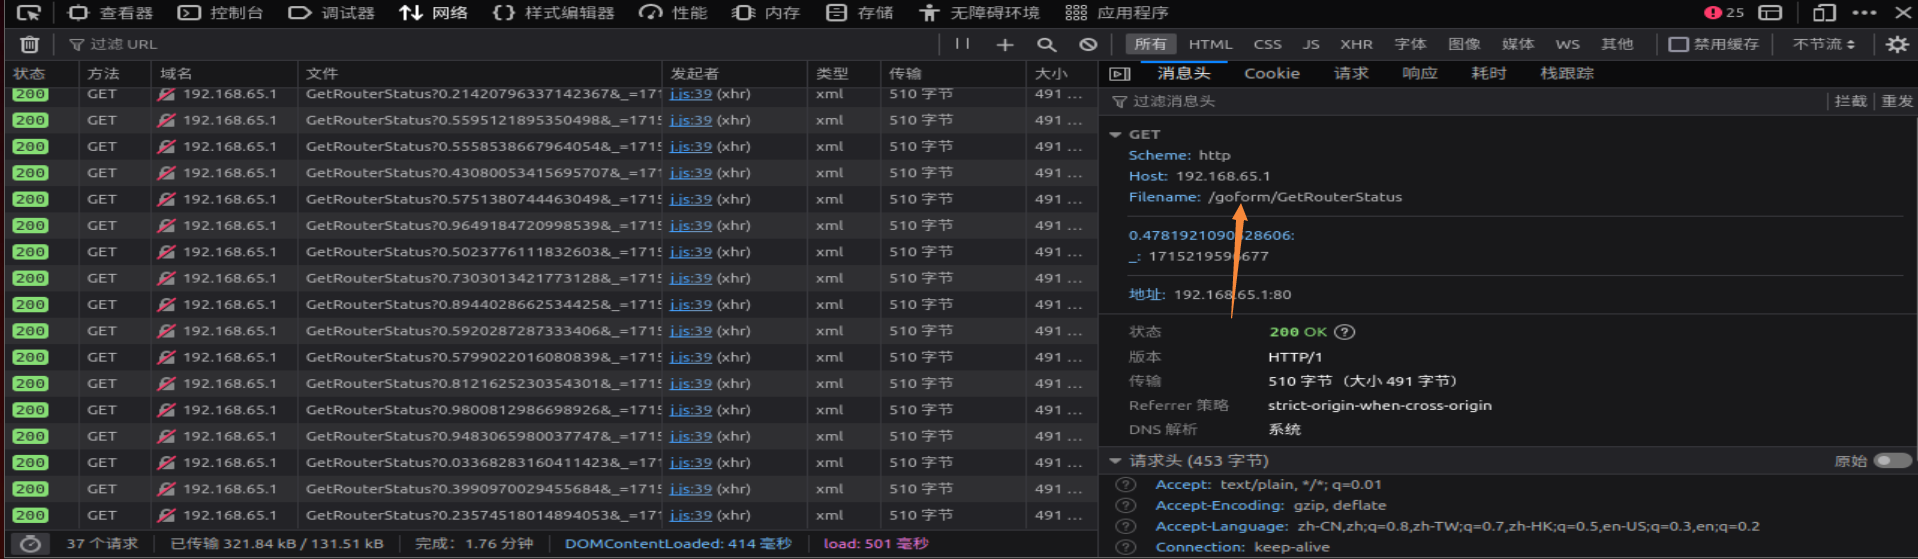 查看器 控制台 调试器 网络 样式编辑器 性能 内存 存储 无障碍环境 应用程序 25
过滤 URL 所有 HTML CSS JS XHR 字体 图像 媒体 WS 其他 禁用缓存 不节流
状态 方法 域名 文件 发起者 类型 传输 大小
200 GET 192.168.65.1 GetRouterStatus?0.21420796337142367&_=171 j.js:39 (xhr) xml 510 字节 491 ...
200 GET 192.168.65.1 GetRouterStatus?0.5595121895350498&_=1715 j.js:39 (xhr) xml 510 字节 491 ...
200 GET 192.168.65.1 GetRouterStatus?0.5558538667964054&_=1715 j.js:39 (xhr) xml 510 字节 491 ...
200 GET 192.168.65.1 GetRouterStatus?0.43080053415695707&_=171 j.js:39 (xhr) xml 510 字节 491 ...
200 GET 192.168.65.1 GetRouterStatus?0.5751380744463049&_=1715 j.js:39 (xhr) xml 510 字节 491 ...
200 GET 192.168.65.1 GetRouterStatus?0.9649184720998539&_=1715 j.js:39 (xhr) xml 510 字节 491 ...
200 GET 192.168.65.1 GetRouterStatus?0.5023776111832603&_=1715 j.js:39 (xhr) xml 510 字节 491 ...
200 GET 192.168.65.1 GetRouterStatus?0.7303013421773128&_=1715 j.js:39 (xhr) xml 510 字节 491 ...
200 GET 192.168.65.1 GetRouterStatus?0.8944028662534425&_=1715 j.js:39 (xhr) xml 510 字节 491 ...
200 GET 192.168.65.1 GetRouterStatus?0.5920287287333406&_=1715 j.js:39 (xhr) xml 510 字节 491 ...
200 GET 192.168.65.1 GetRouterStatus?0.5799022016080839&_=1715 j.js:39 (xhr) xml 510 字节 491 ...
200 GET 192.168.65.1 GetRouterStatus?0.8121625230354301&_=1715 j.js:39 (xhr) xml 510 字节 491 ...
200 GET 192.168.65.1 GetRouterStatus?0.9800812986698926&_=1715 j.js:39 (xhr) xml 510 字节 491 ...
200 GET 192.168.65.1 GetRouterStatus?0.9483065980037747&_=1715 j.js:39 (xhr) xml 510 字节 491 ...
200 GET 192.168.65.1 GetRouterStatus?0.03368283160411423&_=171 j.js:39 (xhr) xml 510 字节 491 ...
200 GET 192.168.65.1 GetRouterStatus?0.3990970029455684&_=1715 j.js:39 (xhr) xml 510 字节 491 ...
200 GET 192.168.65.1 GetRouterStatus?0.23574518014894053&_=171 j.js:39 (xhr) xml 510 字节 491 ...
37 个请求 已传输 321.84 kB / 131.51 kB 完成：1.76 分钟 DOMContentLoaded: 414 毫秒 load: 501 毫秒
消息头 Cookie 请求 响应 耗时 栈跟踪
过滤消息头 拦截 重发
GET
Scheme: http
Host: 192.168.65.1
Filename: /goform/GetRouterStatus
_:
地址: 192.168.65.1:80
状态 200 OK
版本 HTTP/1
传输 510 字节（大小 491 字节）
Referrer 策略 strict-origin-when-cross-origin
DNS 解析 系统
请求头 (453 字节) 原始
Accept: text/plain, */*; q=0.01
Accept-Encoding: gzip, deflate
Accept-Language: zh-CN,zh;q=0.8,zh-TW;q=0.7,zh-HK;q=0.5,en-US;q=0.3,en;q=0.2
Connection: keep-alive